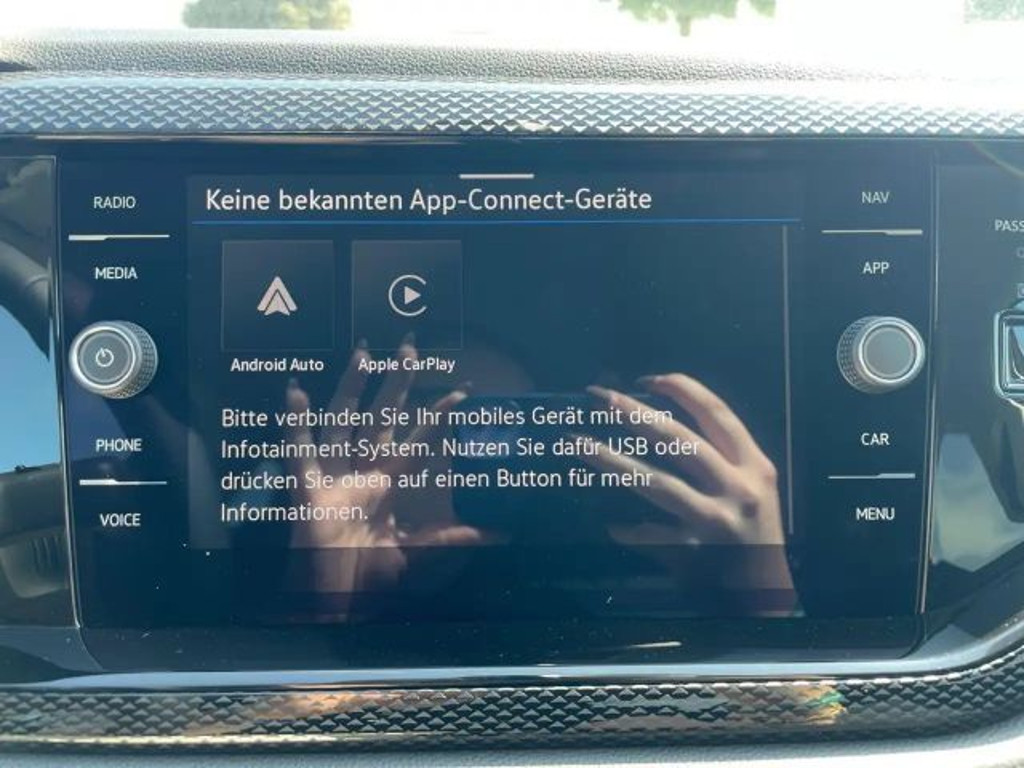 RADIO
MEDIA
PHONE
VOICE
Keine bekannten App-Connect-Geräte
Android Auto
Apple CarPlay
Bitte verbinden Sie Ihr mobiles Gerät mit dem
Infotainment-System. Nutzen Sie dafür USB oder
drücken Sie oben auf einen Button für mehr
Informationen.
NAV
APP
CAR
MENU
PASS